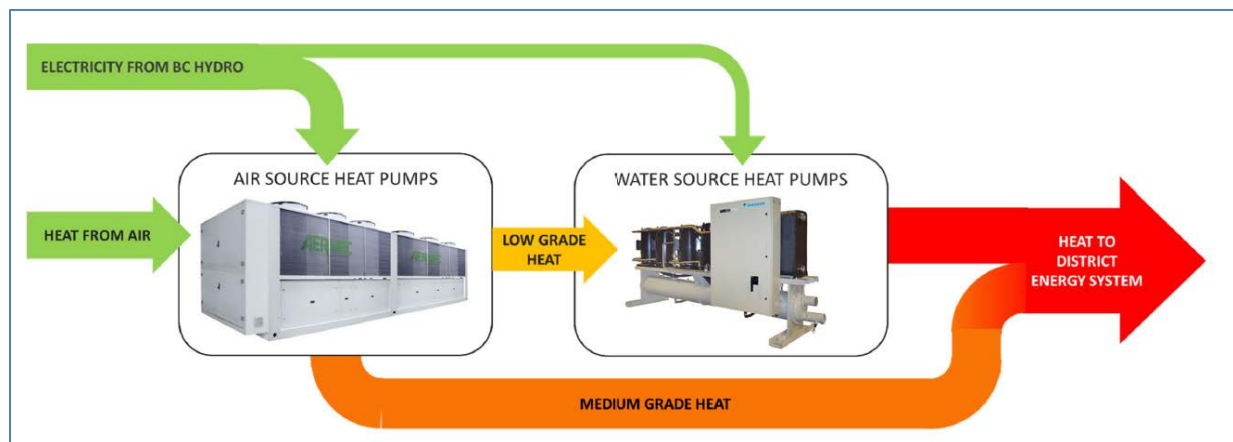 ELECTRICITY FROM BC HYDRO
AIR SOURCE HEAT PUMPS
WATER SOURCE HEAT PUMPS
HEAT FROM AIR
LOW GRADE
HEAT
HEAT TO
DISTRICT
ENERGY SYSTEM
MEDIUM GRADE HEAT